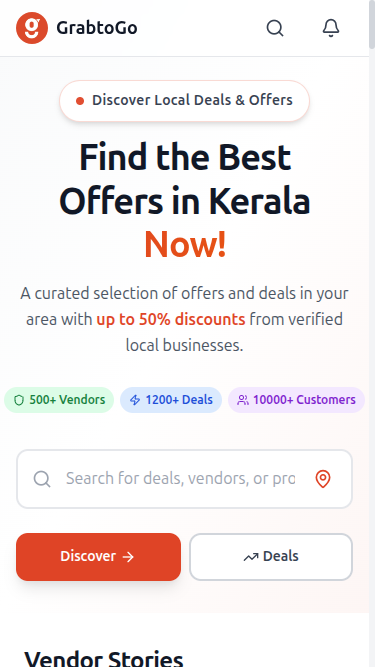 GrabtoGo
Discover Local Deals & Offers
Find the Best
Offers in Kerala
Now!
A curated selection of offers and deals in your
area with up to 50% discounts from verified
local businesses.
500+ Vendors
1200+ Deals
10000+ Customers
Search for deals, vendors, or pro
Discover →
Deals
Vendor Stories